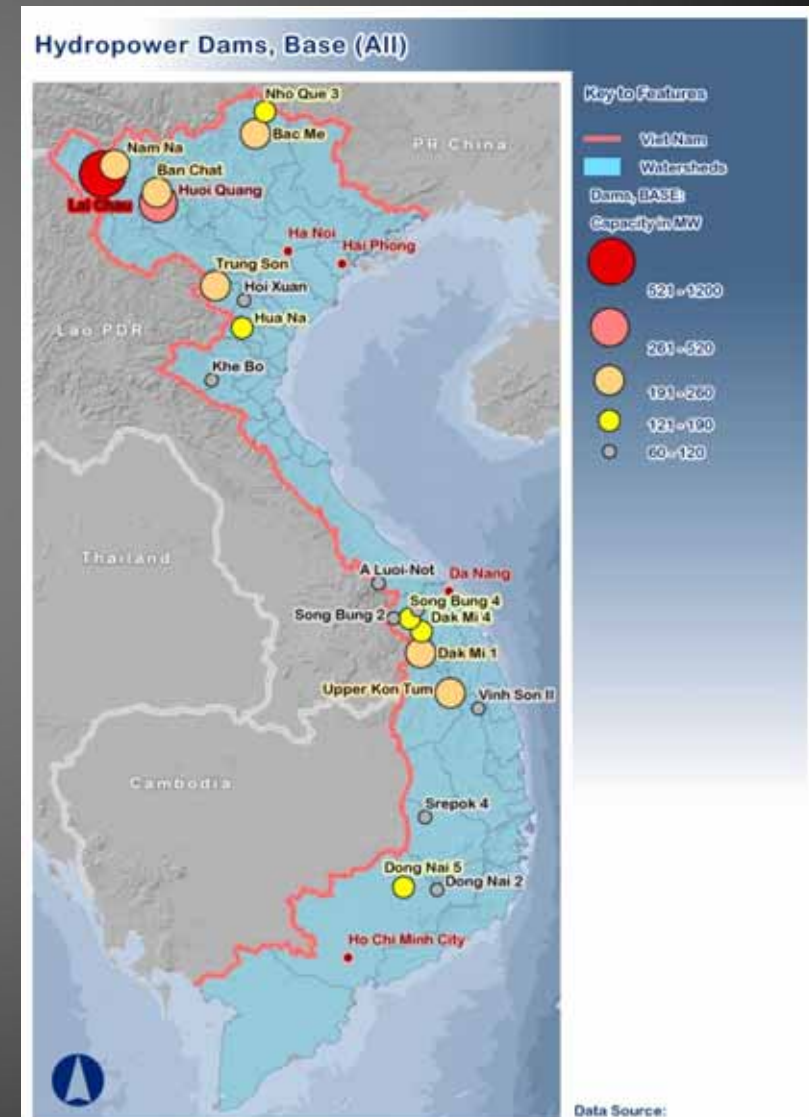 Hydropower Dams, Base (All)
Nho Que 3
Bac Me
PR China
Nam Na
Ban Chat
Huoi Quang
Lai Chau
Ha Noi
Hai Phong
Trung Son
Hoi Xuan
Hua Na
Lao PDR
Khe Bo
Thailand
A Luoi-Not
Da Nang
Song Bung 4
Song Bung 2
Dak Mi 4
Dak Mi 1
Upper Kon Tum
Vinh Son II
Cambodia
Srepok 4
Dong Nai 5
Dong Nai 2
Ho Chi Minh City
Key to Features
Viet Nam
Watersheds
Dams, BASE:
Capacity in MW
521 - 1200
261 - 520
191 - 260
121 - 190
60 - 120
Data Source: